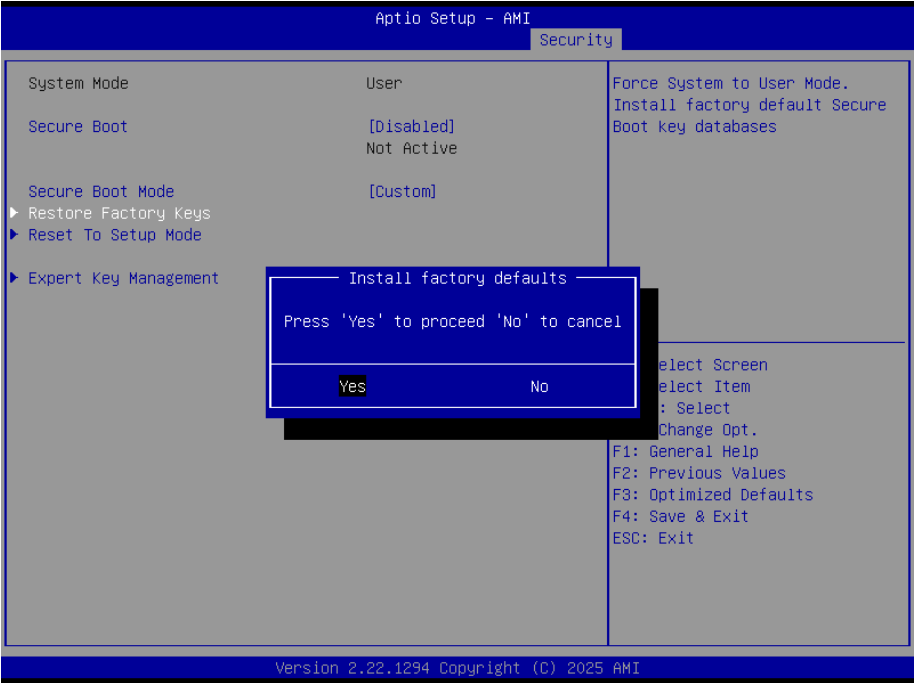 Aptio Setup – AMI
Security
System Mode User
Secure Boot [Disabled]
Not Active
Secure Boot Mode [Custom]
Restore Factory Keys
Reset To Setup Mode
Expert Key Management
Force System to User Mode.
Install factory default Secure
Boot key databases
Install factory defaults
Press 'Yes' to proceed 'No' to cancel
Yes No
elect Screen
elect Item
: Select
Change Opt.
F1: General Help
F2: Previous Values
F3: Optimized Defaults
F4: Save & Exit
ESC: Exit
Version 2.22.1294 Copyright (C) 2025 AMI